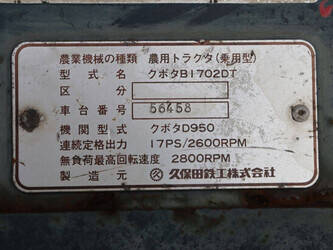 農業機械の種類 農用トラクタ(乗用型)
型式名 クボタB1702DT
区分
車台番号 56458
機関型式 クボタD950
連続定格出力 17PS/2600RPM
無負荷最高回転速度 2800RPM
製造元 久保田鉄工株式会社